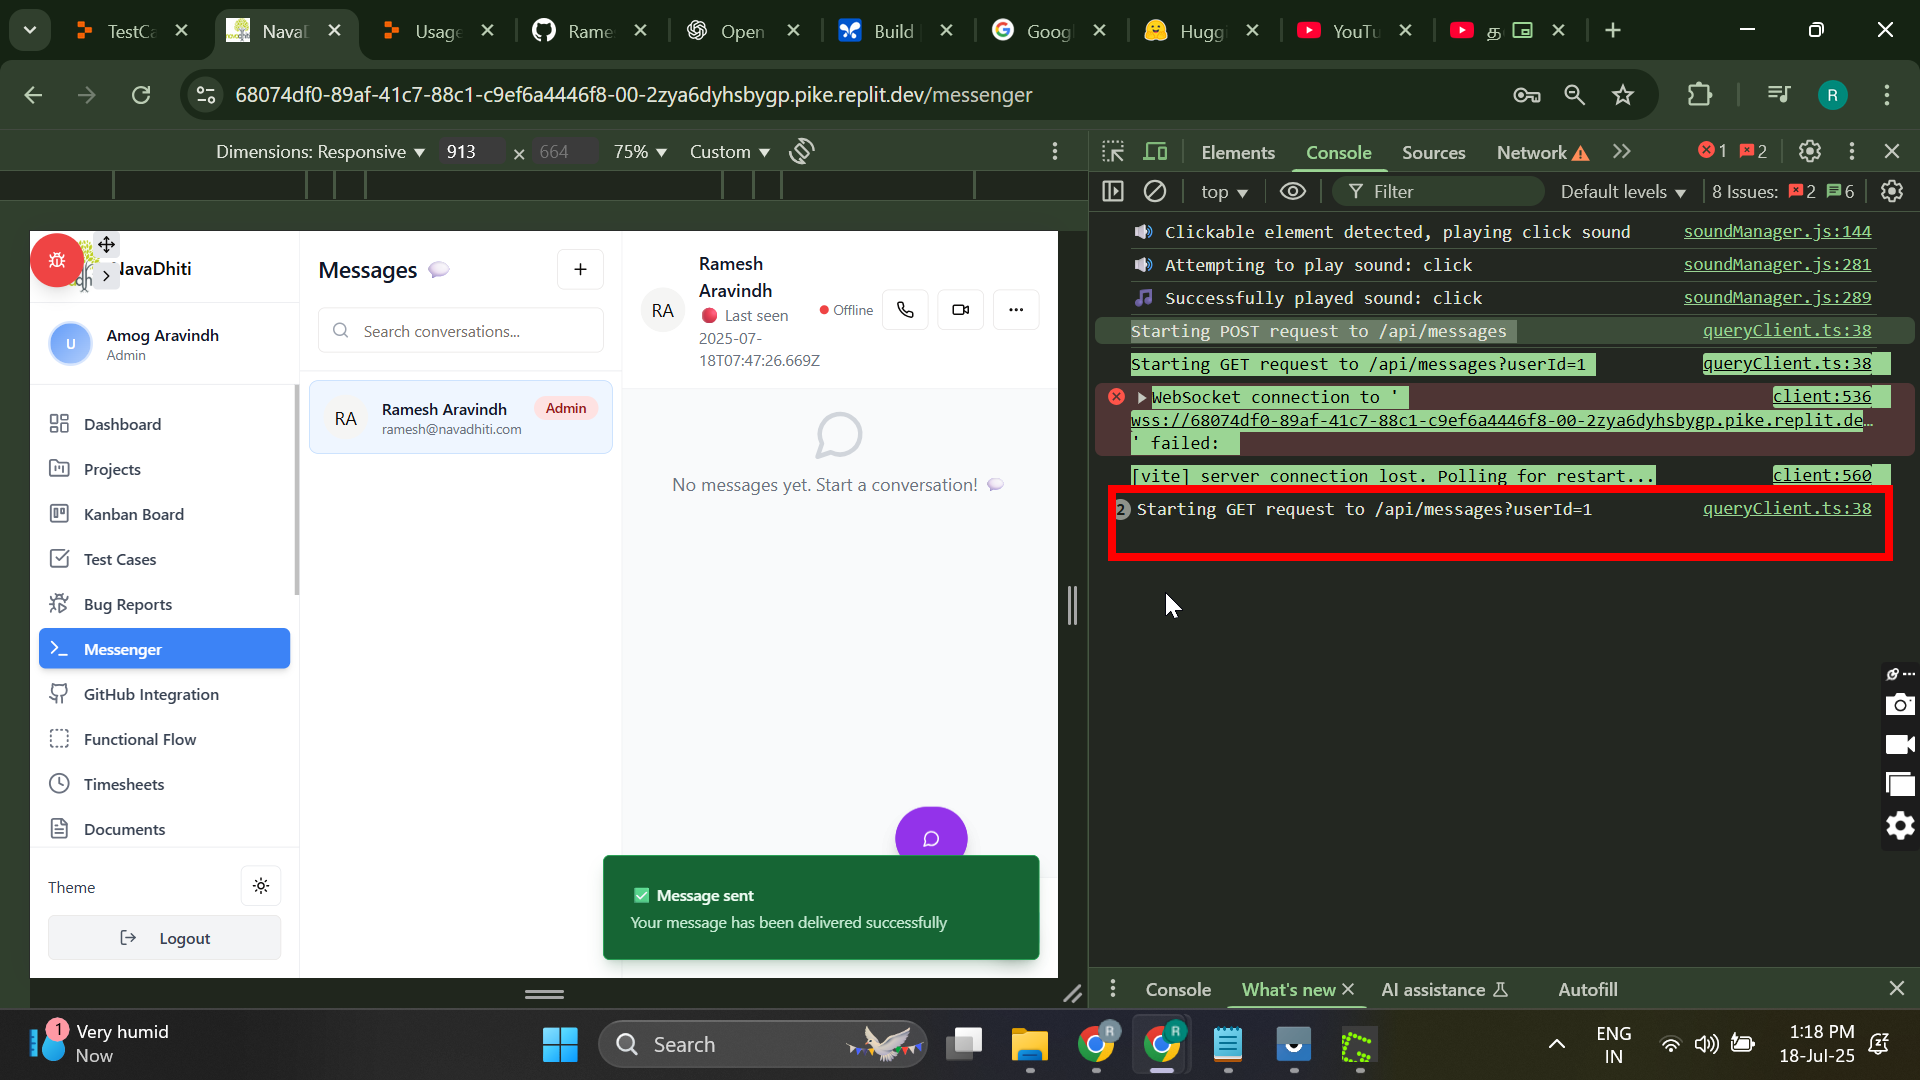 TestCa
NavaD
Usage
Rame
Open
Build
Goog
Huggi
YouTu
த
68074df0-89af-41c7-88c1-c9ef6a4446f8-00-2zya6dyhsbygp.pike.replit.dev/messenger
R
Dimensions: Responsive ▼ 913 × 664 75% ▼ Custom ▼
Elements Console Sources Network 1 2
top ▼ Filter Default levels ▼ 8 Issues: 2 6
NavaDhiti
U
Amog Aravindh
Admin
Dashboard
Projects
Kanban Board
Test Cases
Bug Reports
Messenger
GitHub Integration
Functional Flow
Timesheets
Documents
Theme
Logout
Messages
+
Search conversations...
RA
Ramesh Aravindh
Admin
ramesh@navadhiti.com
RA
Ramesh
Aravindh
Last seen
2025-07-
18T07:47:26.669Z
Offline
No messages yet. Start a conversation!
Message sent
Your message has been delivered successfully
Clickable element detected, playing click sound soundManager.js:144
Attempting to play sound: click soundManager.js:281
Successfully played sound: click soundManager.js:289
Starting POST request to /api/messages queryClient.ts:38
Starting GET request to /api/messages?userId=1 queryClient.ts:38
WebSocket connection to ' client:536
wss://68074df0-89af-41c7-88c1-c9ef6a4446f8-00-2zya6dyhsbygp.pike.replit.de…
' failed:
[vite] server connection lost. Polling for restart... client:560
2 Starting GET request to /api/messages?userId=1 queryClient.ts:38
Console What's new AI assistance Autofill
1
Very humid
Now
Search
R
R
ENG
IN
1:18 PM
18-Jul-25